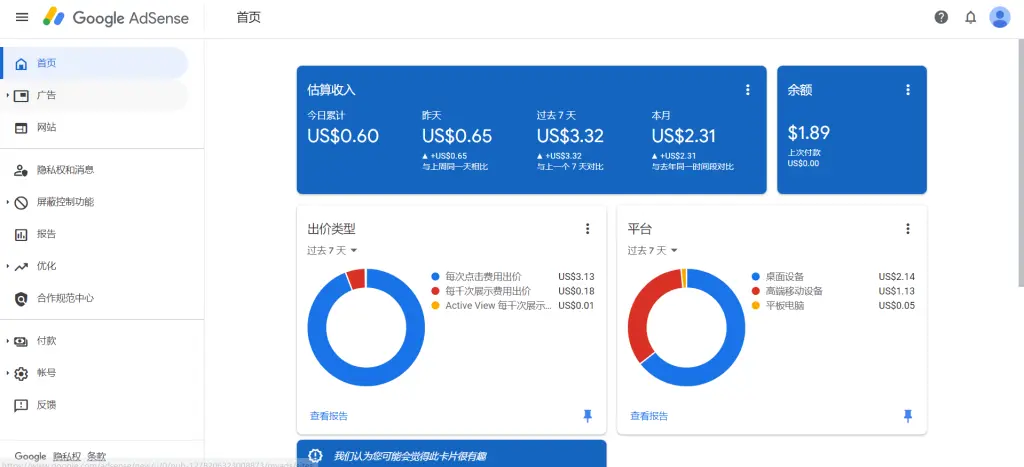 Google AdSense
首页
首页
广告
网站
隐私权和消息
屏蔽控制功能
报告
优化
合作规范中心
付款
帐号
反馈
Google 隐私权 条款
估算收入
今日累计
US$0.60
昨天
US$0.65
▲ +US$0.65
与上周同一天相比
过去 7 天
US$3.32
▲ +US$3.32
与上一个 7 天对比
本月
US$2.31
▲ +US$2.31
与去年同一时间段对比
余额
$1.89
上次付款
US$0.00
出价类型
过去 7 天
每次点击费用出价 US$3.13
每千次展示费用出价 US$0.18
Active View 每千次展示... US$0.01
查看报告
平台
过去 7 天
桌面设备 US$2.14
高端移动设备 US$1.13
平板电脑 US$0.05
查看报告
我们认为您可能会觉得此卡片很有趣